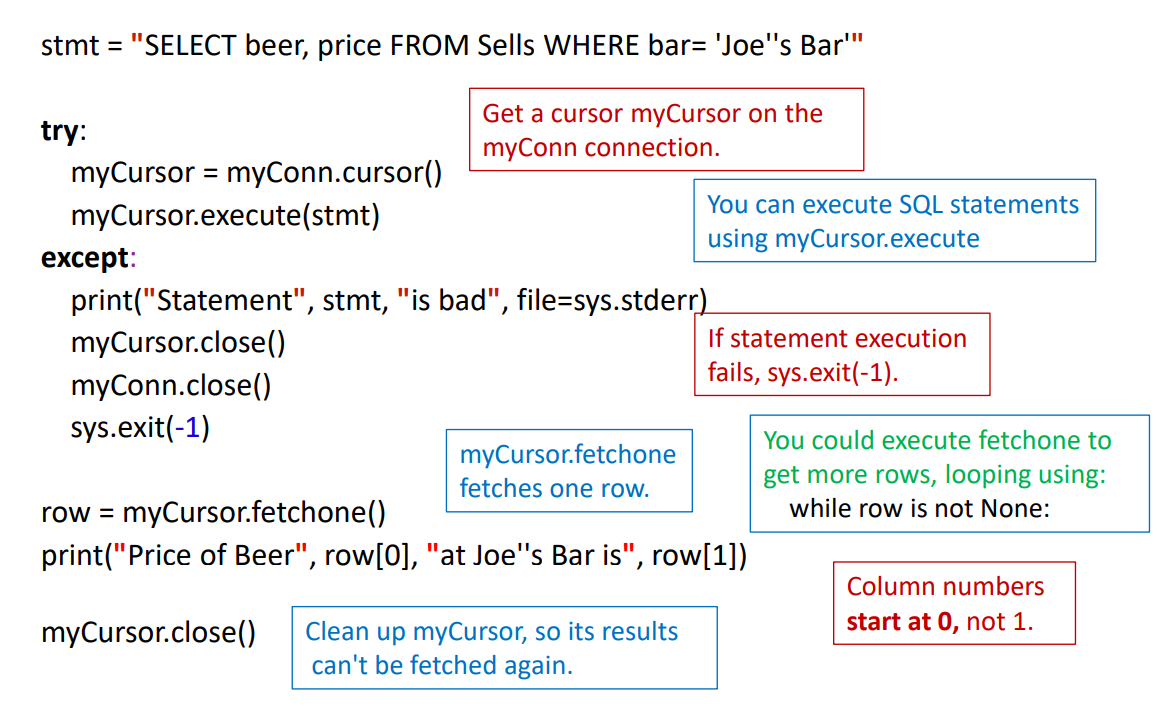 stmt = "SELECT beer, price FROM Sells WHERE bar= 'Joe''s Bar'"
try:
Get a cursor myCursor on the
myConn connection.
myCursor = myConn.cursor()
myCursor.execute(stmt)
You can execute SQL statements
using myCursor.execute
except:
print("Statement", stmt, "is bad", file=sys.stderr)
myCursor.close()
myConn.close()
sys.exit(-1)
If statement execution
fails, sys.exit(-1).
myCursor.fetchone
fetches one row.
You could execute fetchone to
get more rows, looping using:
while row is not None:
row = myCursor.fetchone()
print("Price of Beer", row[0], "at Joe''s Bar is", row[1])
Column numbers
start at 0, not 1.
myCursor.close()
Clean up myCursor, so its results
can't be fetched again.